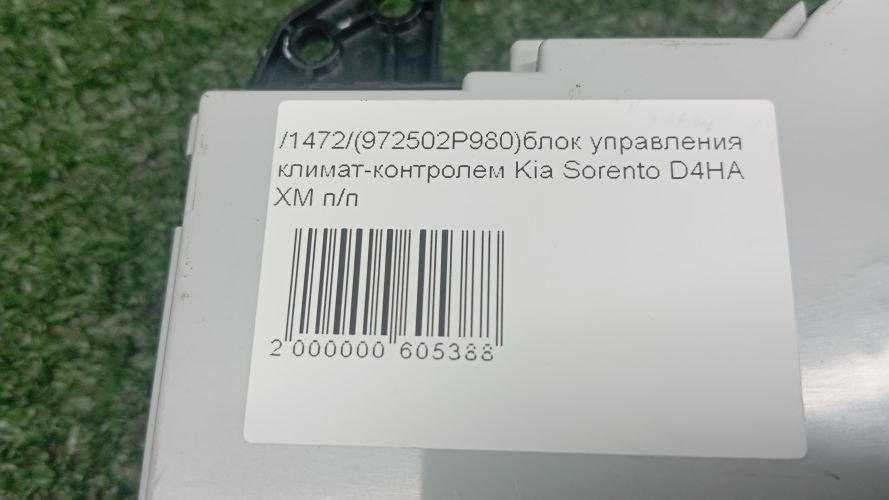 /1472/(972502P980)блок управления
климат-контролем Kia Sorento D4HA
XM п/п
2 000000 605388